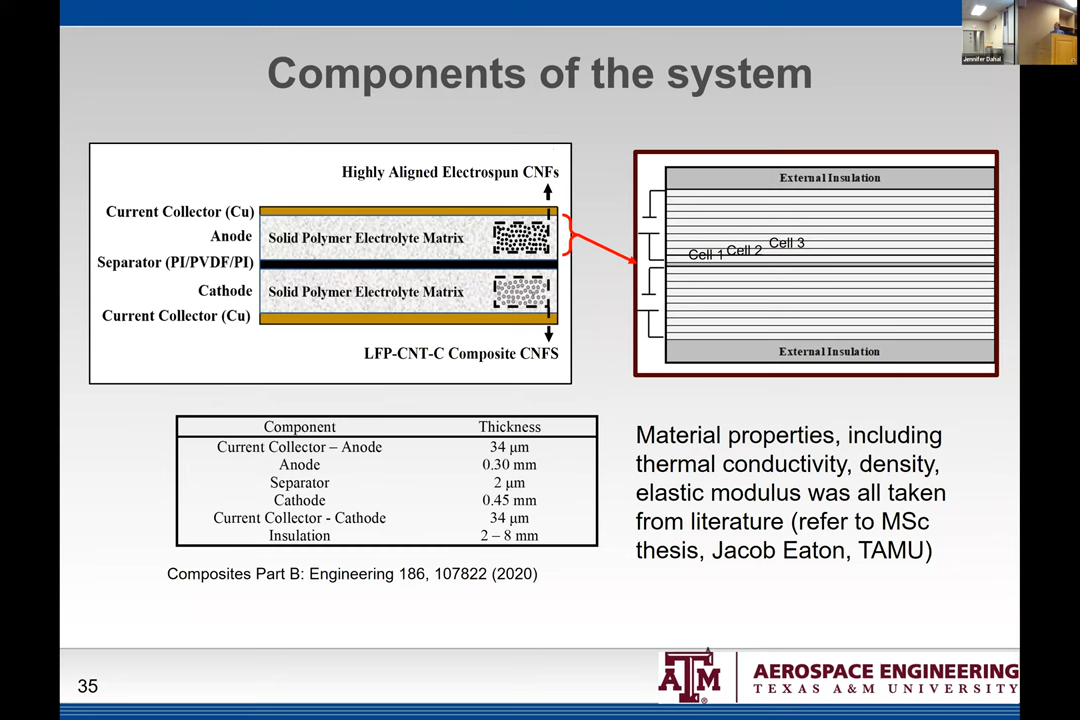 Jennifer Dahal
Components of the system
Highly Aligned Electrospun CNFs
Current Collector (Cu)
Anode
Solid Polymer Electrolyte Matrix
Separator (PI/PVDF/PI)
Cathode
Solid Polymer Electrolyte Matrix
Current Collector (Cu)
LFP-CNT-C Composite CNFS
External Insulation
Cell 1 Cell 2 Cell 3
External Insulation
Component Thickness
Current Collector – Anode 34 μm
Anode 0.30 mm
Separator 2 μm
Cathode 0.45 mm
Current Collector - Cathode 34 μm
Insulation 2 – 8 mm
Composites Part B: Engineering 186, 107822 (2020)
Material properties, including
thermal conductivity, density,
elastic modulus was all taken
from literature (refer to MSc
thesis, Jacob Eaton, TAMU)
35
ATM
AEROSPACE ENGINEERING
TEXAS A&M UNIVERSITY